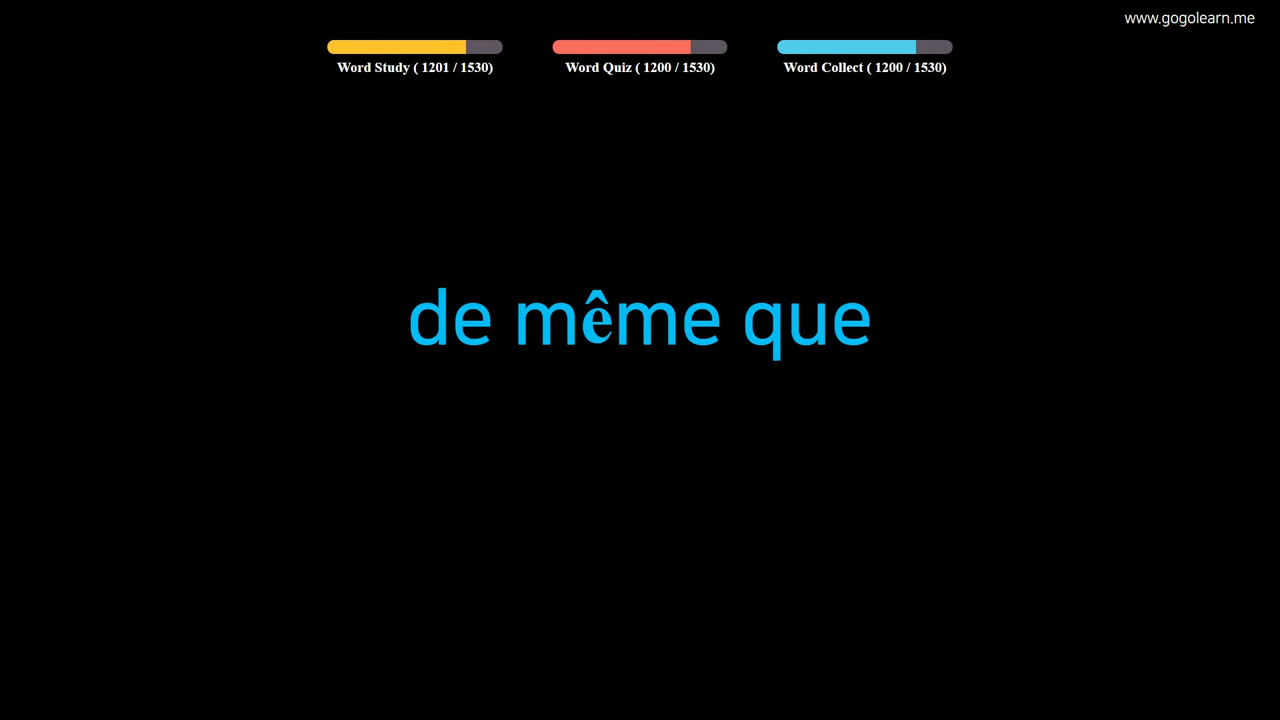 www.gogolearn.me
Word Study ( 1201 / 1530) Word Quiz ( 1200 / 1530) Word Collect ( 1200 / 1530)
de même que